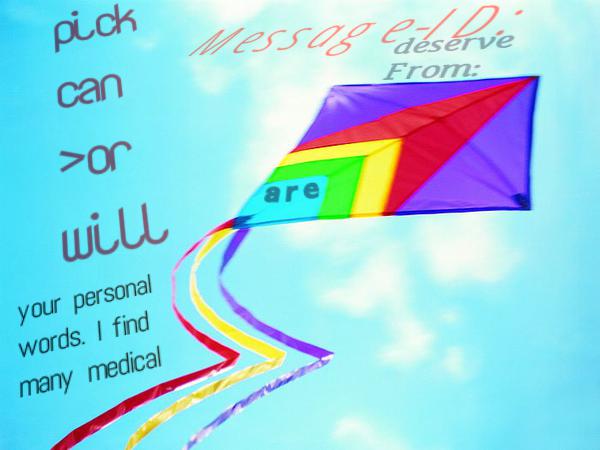 pick
can
>or
will
your personal
words. I find
many medical
Message-ID:
deserve
From:
are